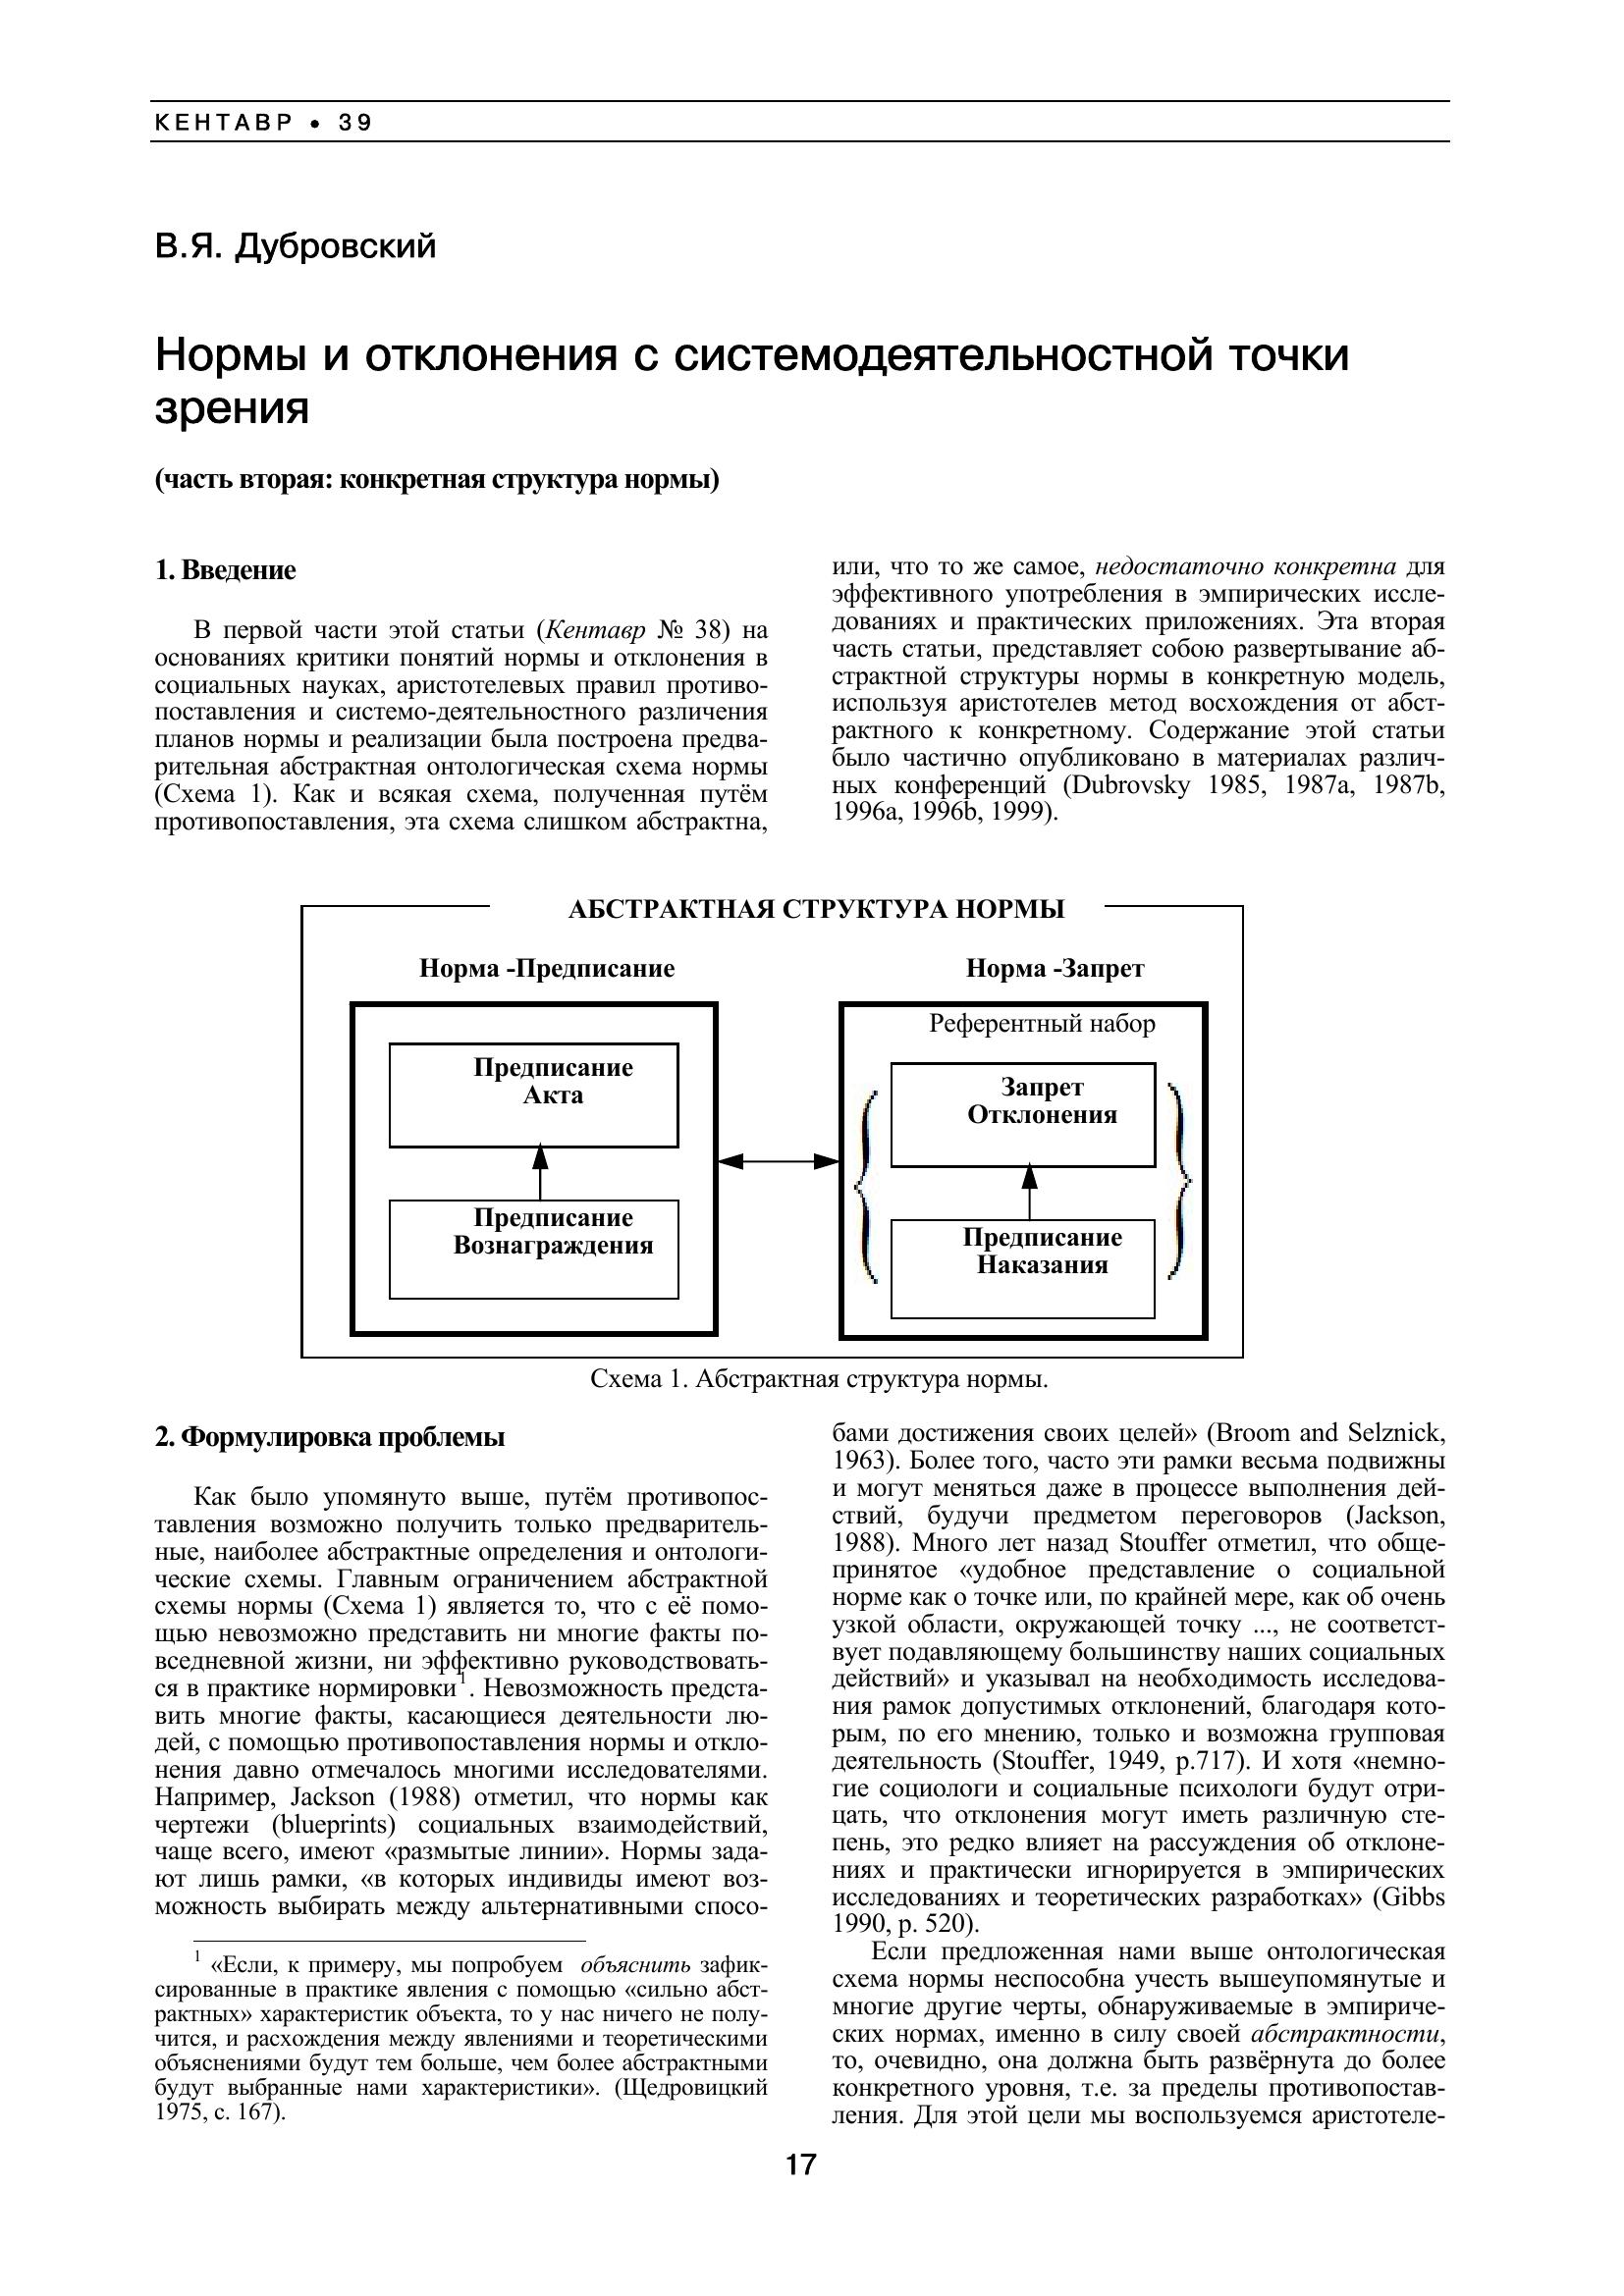 КЕНТАВР • 39
В.Я. Дубровский
Нормы и отклонения с системодеятельностной точки
зрения
(часть вторая: конкретная структура нормы)
1. Введение
В первой части этой статьи (Кентавр № 38) на
основаниях критики понятий нормы и отклонения в
социальных науках, аристотелевых правил противо-
поставления и системо-деятельностного различения
планов нормы и реализации была построена предва-
рительная абстрактная онтологическая схема нормы
(Схема 1). Как и всякая схема, полученная путём
противопоставления, эта схема слишком абстрактна,
или, что то же самое, недостаточно конкретна для
эффективного употребления в эмпирических иссле-
дованиях и практических приложениях. Эта вторая
часть статьи, представляет собою развертывание аб-
страктной структуры нормы в конкретную модель,
используя аристотелев метод восхождения от абст-
рактного к конкретному. Содержание этой статьи
было частично опубликовано в материалах различ-
ных конференций (Dubrovsky 1985, 1987a, 1987b,
1996a, 1996b, 1999).
АБСТРАКТНАЯ СТРУКТУРА НОРМЫ
Норма -Предписание
Предписание
Акта
Предписание
Вознаграждения
Норма -Запрет
Референтный набор
Запрет
Отклонения
Предписание
Наказания
Схема 1. Абстрактная структура нормы.
2. Формулировка проблемы
Как было упомянуто выше, путём противопос-
тавления возможно получить только предваритель-
ные, наиболее абстрактные определения и онтологи-
ческие схемы. Главным ограничением абстрактной
схемы нормы (Схема 1) является то, что с её помо-
щью невозможно представить ни многие факты по-
вседневной жизни, ни эффективно руководствовать-
ся в практике нормировки1. Невозможность предста-
вить многие факты, касающиеся деятельности лю-
дей, с помощью противопоставления нормы и откло-
нения давно отмечалось многими исследователями.
Например, Jackson (1988) отметил, что нормы как
чертежи (blueprints) социальных взаимодействий,
чаще всего, имеют «размытые линии». Нормы зада-
ют лишь рамки, «в которых индивиды имеют воз-
можность выбирать между альтернативными спосо-
1 «Если, к примеру, мы попробуем объяснить зафик-
сированные в практике явления с помощью «сильно абст-
рактных» характеристик объекта, то у нас ничего не полу-
чится, и расхождения между явлениями и теоретическими
объяснениями будут тем больше, чем более абстрактными
будут выбранные нами характеристики». (Щедровицкий
1975, с. 167).
бами достижения своих целей» (Broom and Selznick,
1963). Более того, часто эти рамки весьма подвижны
и могут меняться даже в процессе выполнения дей-
ствий, будучи предметом переговоров (Jackson,
1988). Много лет назад Stouffer отметил, что обще-
принятое «удобное представление о социальной
норме как о точке или, по крайней мере, как об очень
узкой области, окружающей точку ..., не соответст-
вует подавляющему большинству наших социальных
действий» и указывал на необходимость исследова-
ния рамок допустимых отклонений, благодаря кото-
рым, по его мнению, только и возможна групповая
деятельность (Stouffer, 1949, p.717). И хотя «немно-
гие социологи и социальные психологи будут отри-
цать, что отклонения могут иметь различную сте-
пень, это редко влияет на рассуждения об отклоне-
ниях и практически игнорируется в эмпирических
исследованиях и теоретических разработках» (Gibbs
1990, p. 520).
Если предложенная нами выше онтологическая
схема нормы неспособна учесть вышеупомянутые и
многие другие черты, обнаруживаемые в эмпириче-
ских нормах, именно в силу своей абстрактности,
то, очевидно, она должна быть развёрнута до более
конкретного уровня, т.е. за пределы противопостав-
ления. Для этой цели мы воспользуемся аристотеле-
17